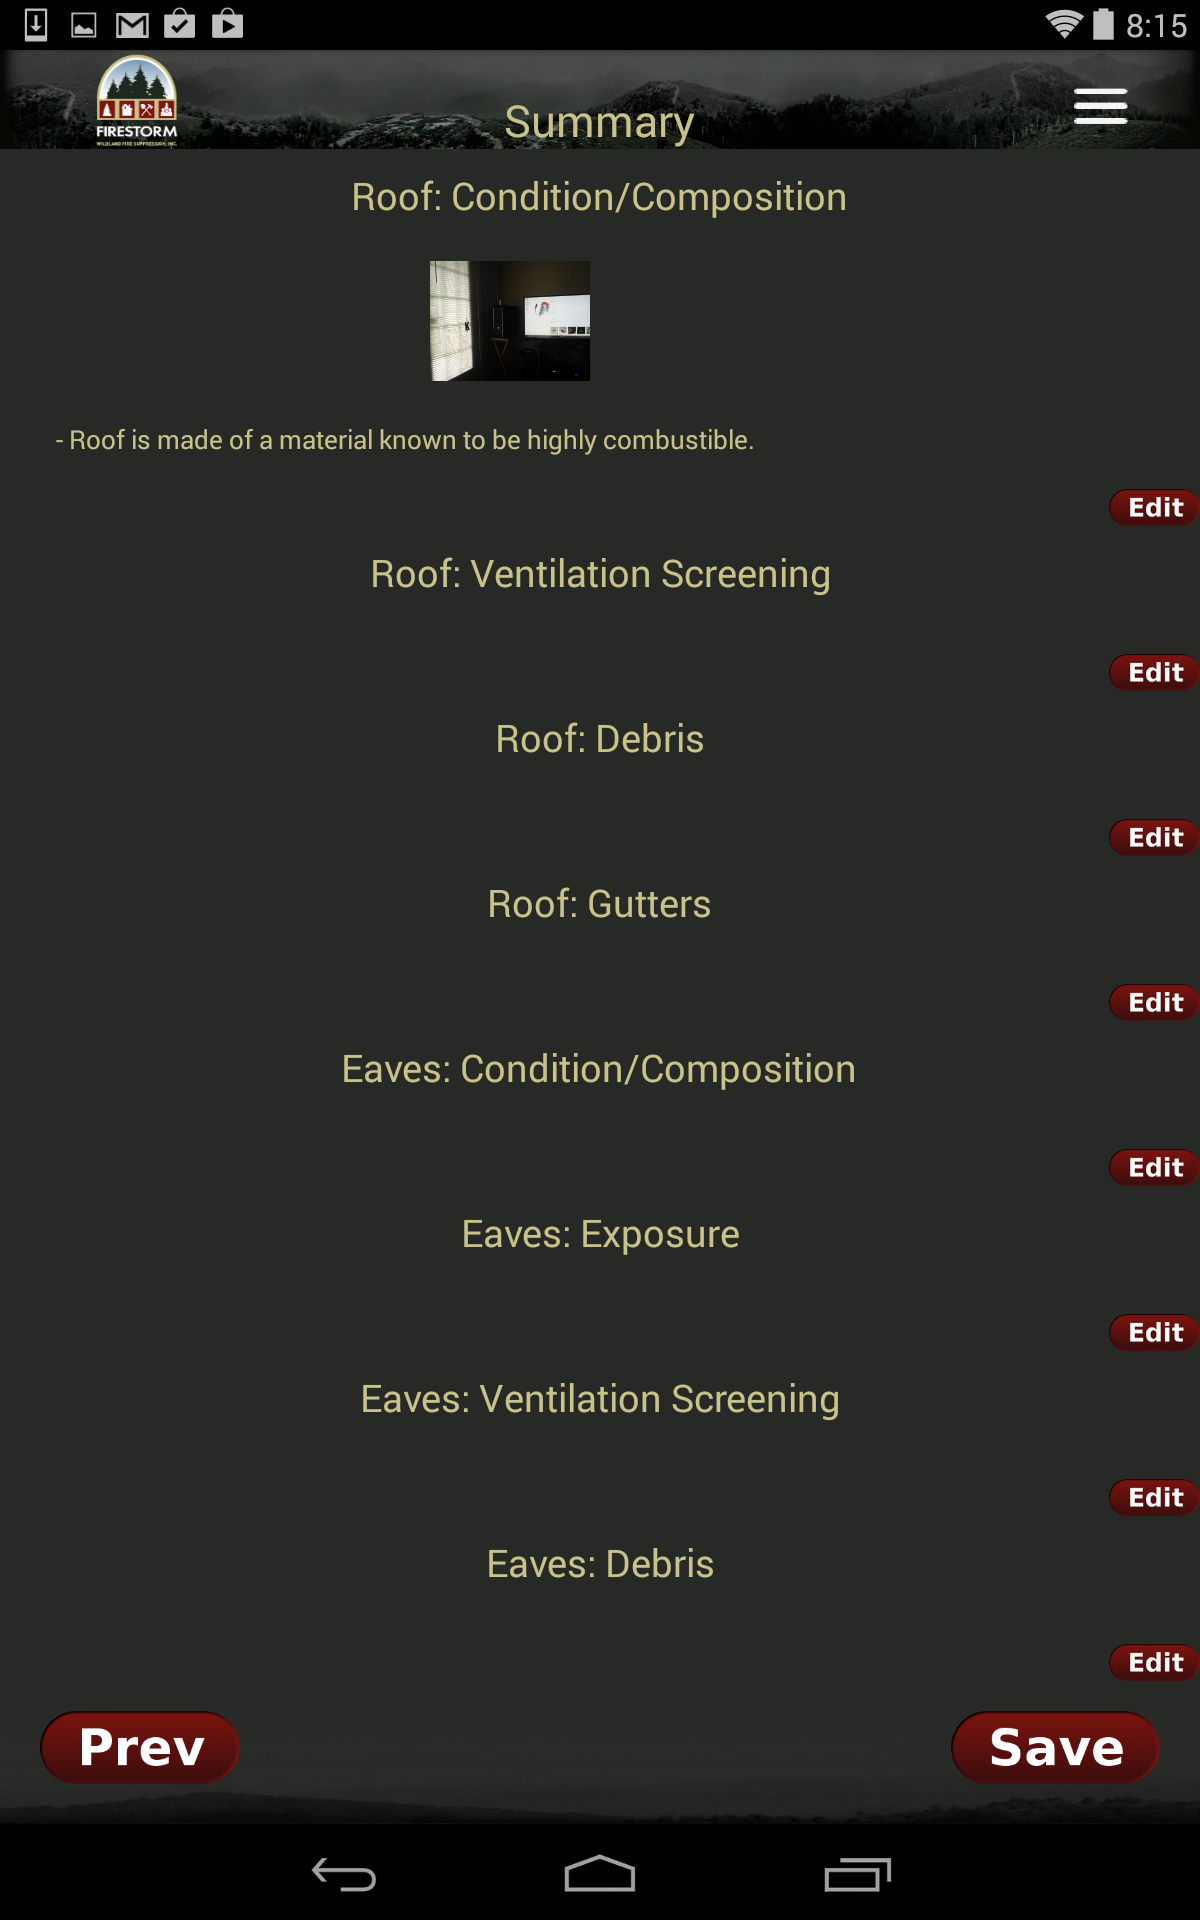 8:15
FIRESTORM
WILDLAND FIRE SUPPRESSION, INC.
Summary
Roof: Condition/Composition
- Roof is made of a material known to be highly combustible.
Edit
Roof: Ventilation Screening
Edit
Roof: Debris
Edit
Roof: Gutters
Edit
Eaves: Condition/Composition
Edit
Eaves: Exposure
Edit
Eaves: Ventilation Screening
Edit
Eaves: Debris
Edit
Prev
Save